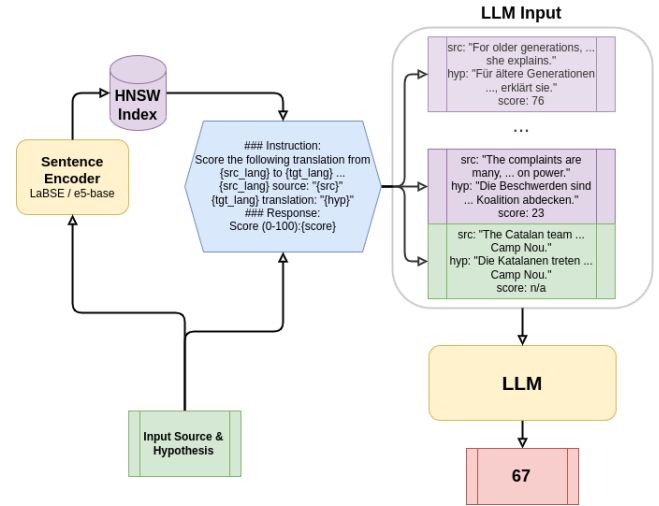 LLM Input
src: "For older generations, ...
she explains."
hyp: "Für ältere Generationen
..., erklärt sie."
score: 76
...
src: "The complaints are
many, ... on power."
hyp: "Die Beschwerden sind
... Koalition abdecken."
score: 23
src: "The Catalan team ...
Camp Nou."
hyp: "Die Katalanen treten ...
Camp Nou."
score: n/a
HNSW
Index
Sentence
Encoder
LaBSE / e5-base
### Instruction:
Score the following translation from
{src_lang} to {tgt_lang} ...
{src_lang} source: "{src}"
{tgt_lang} translation: "{hyp}"
### Response:
Score (0-100):{score}
Input Source &
Hypothesis
LLM
67